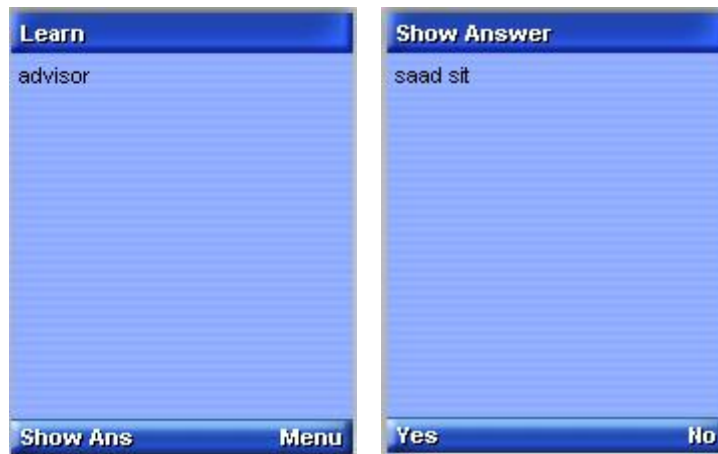 Learn
advisor
Show Ans Menu
Show Answer
saad sit
Yes No